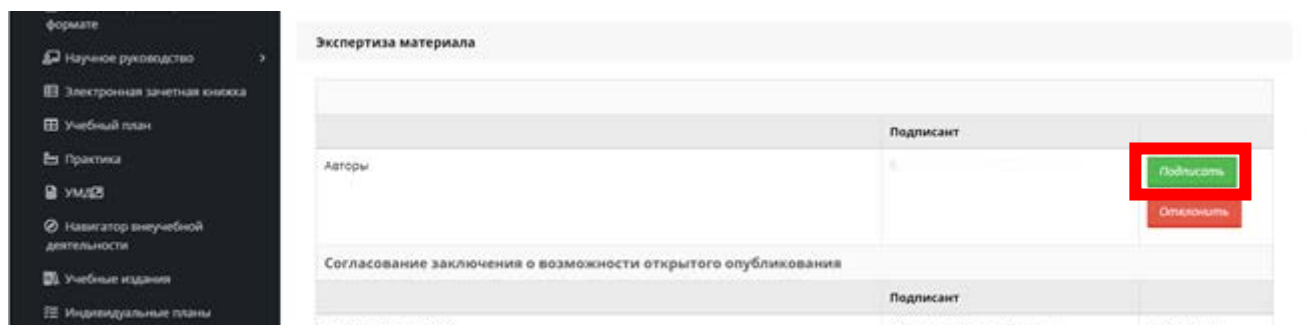 формате
Научное руководство
Электронная зачетная книжка
Учебный план
Практика
УМД
Навигатор внеучебной
деятельности
Учебные издания
Индивидуальные планы
Экспертиза материала
Подписант
Авторы
Подписать
Отклонить
Согласование заключения о возможности открытого опубликования
Подписант